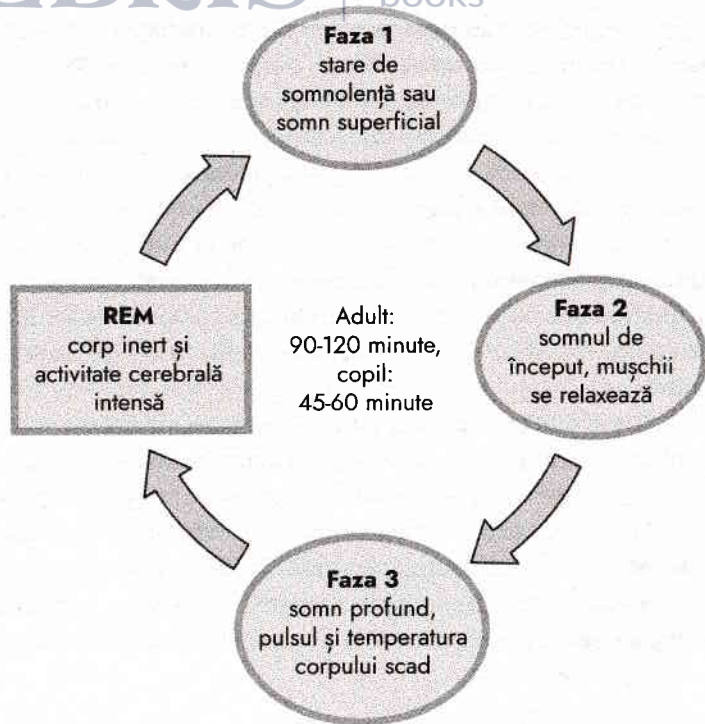 BOOKS
Faza 1
stare de
somnolență sau
somn superficial
REM
corp inert și
activitate cerebrală
intensă
Adult:
90-120 minute,
copil:
45-60 minute
Faza 2
somnul de
început, mușchii
se relaxează
Faza 3
somn profund,
pulsul și temperatura
corpului scad